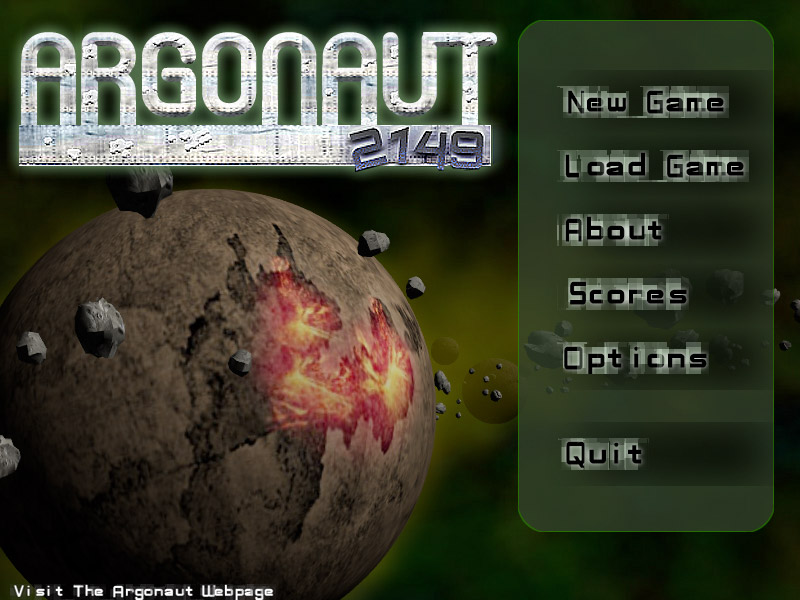 ARGONAUT
2149
New Game
Load Game
About
Scores
Options
Quit
Visit The Argonaut Webpage